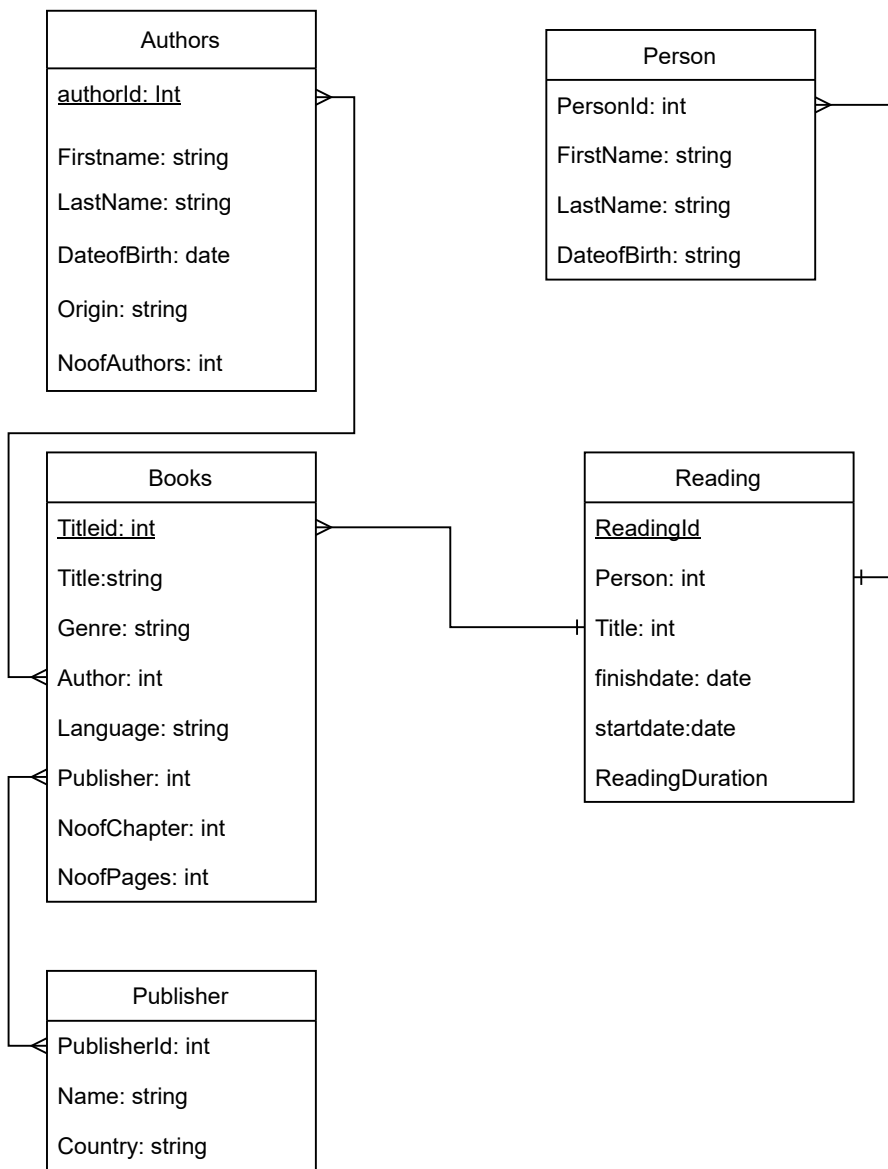 Authors
authorId: Int
Firstname: string
LastName: string
DateofBirth: date
Origin: string
NoofAuthors: int
Person
PersonId: int
FirstName: string
LastName: string
DateofBirth: string
Books
Titleid: int
Title:string
Genre: string
Author: int
Language: string
Publisher: int
NoofChapter: int
NoofPages: int
Reading
ReadingId
Person: int
Title: int
finishdate: date
startdate:date
ReadingDuration
Publisher
PublisherId: int
Name: string
Country: string